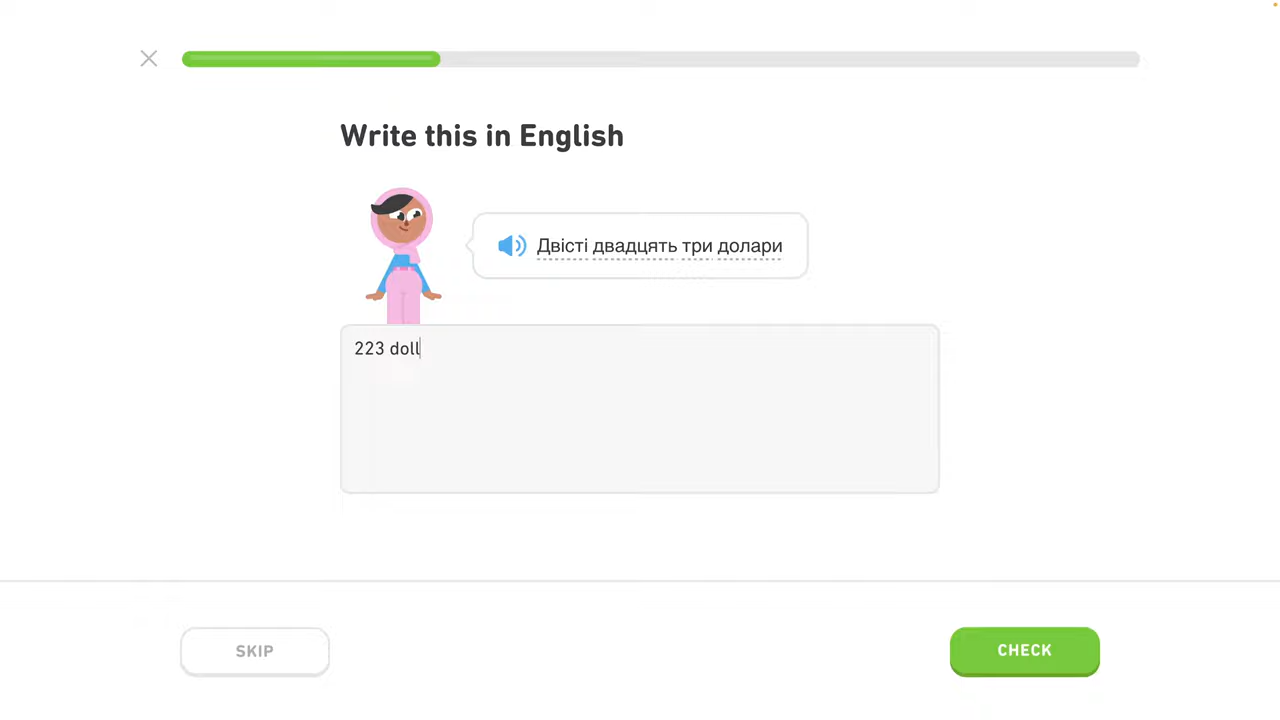 Write this in English
Двісті двадцять три долари
223 doll
SKIP
CHECK